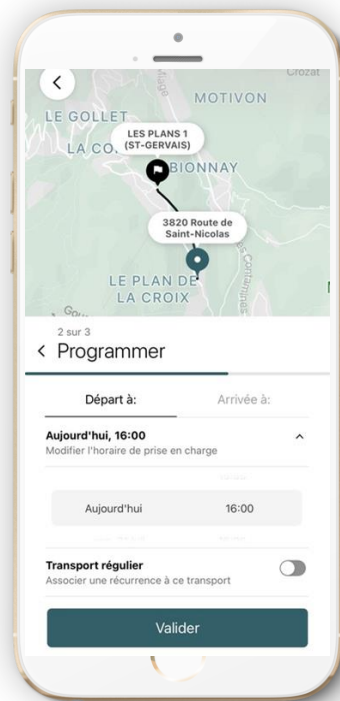 Crozat
MOTIVON
LE GOLLET
LES PLANS 1
(ST-GERVAIS)
LA CO
BIONNAY
3820 Route de
Saint-Nicolas
LE PLAN DE
LA CROIX
2 sur 3
Programmer
Départ à:
Arrivée à:
Aujourd'hui, 16:00
Modifier l'horaire de prise en charge
Aujourd'hui
16:00
Transport régulier
Associer une récurrence à ce transport
Valider